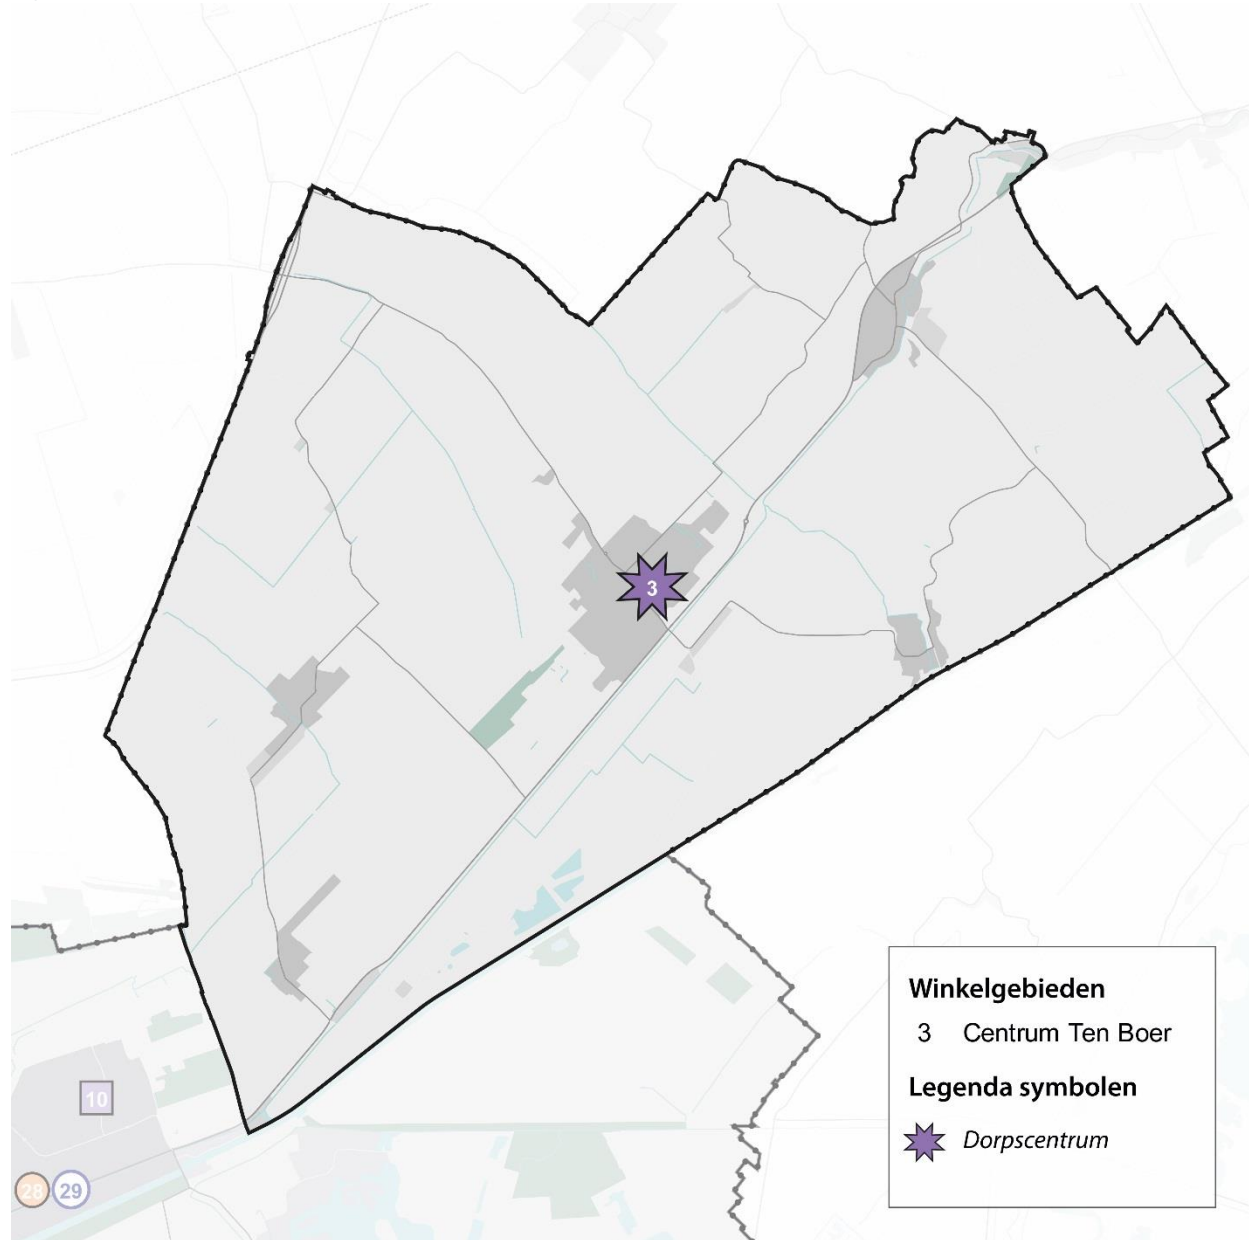 3
10
28
29
Winkelgebieden
3 Centrum Ten Boer
Legenda symbolen
Dorpscentrum